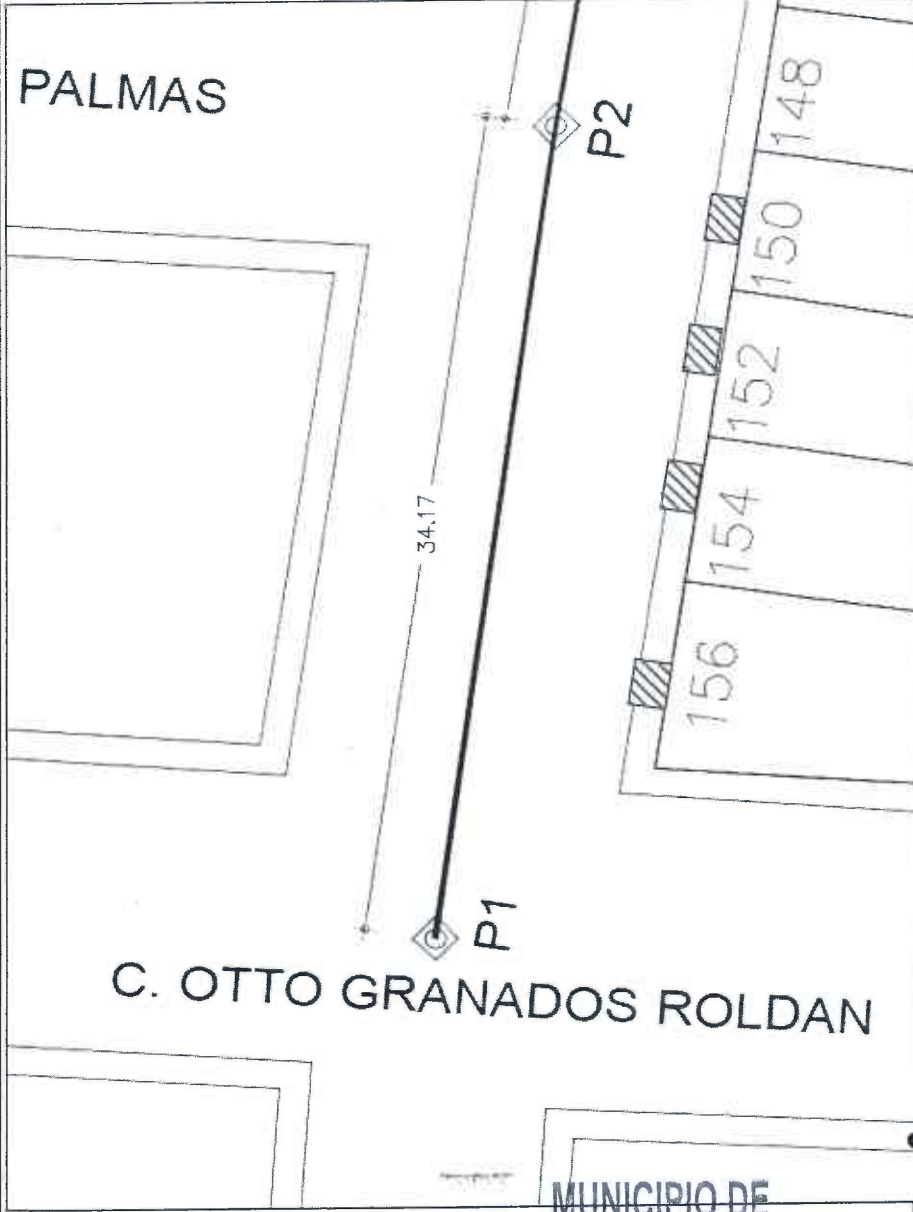 PALMAS
P2
148
150
152
154
156
34.17
P1
C. OTTO GRANADOS ROLDAN
MUNICIPIO DE